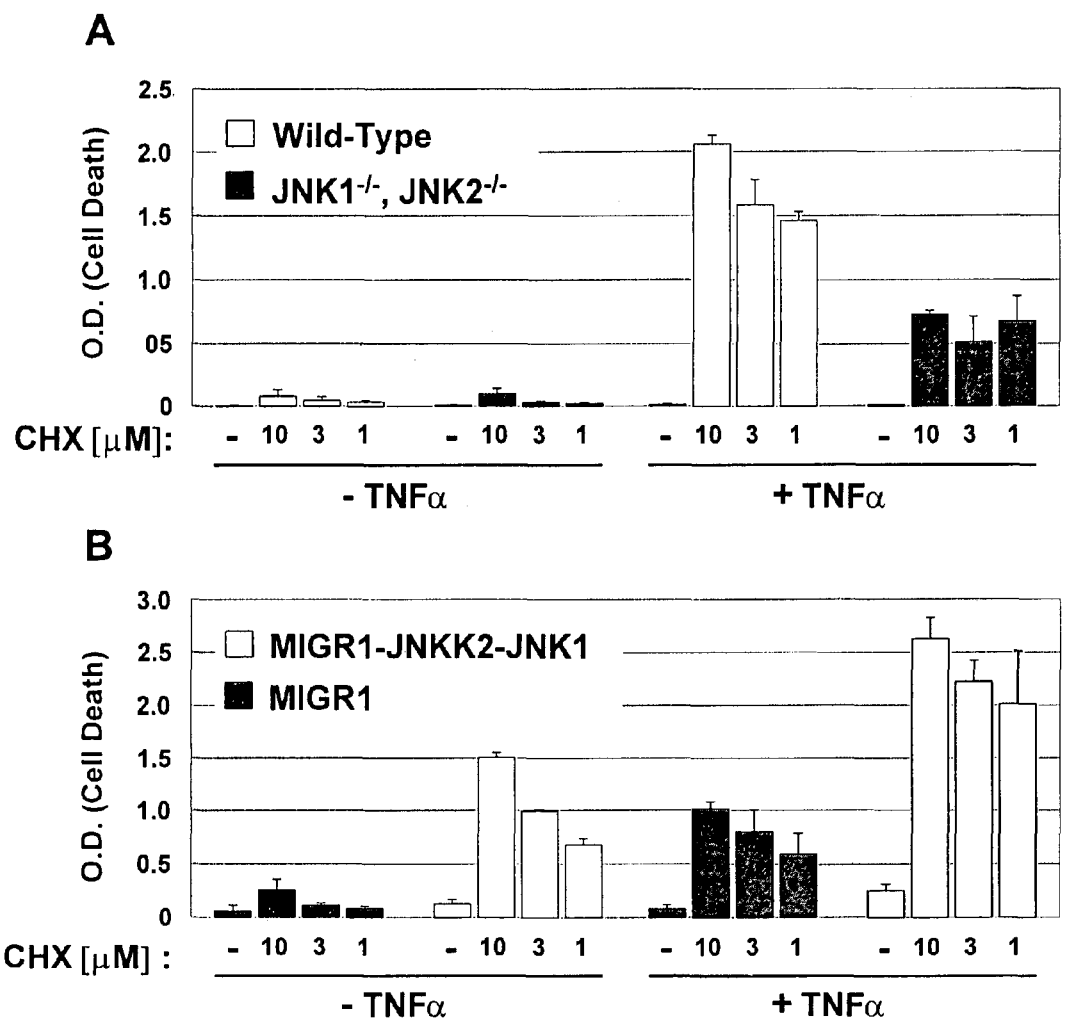 A
O.D. (Cell Death)
2.5
2.0
1.5
1.0
05
0
Wild-Type
JNK1-/-, JNK2-/-
CHX [μM]: - 10 3 1 - 10 3 1 - 10 3 1 - 10 3 1
- TNFα + TNFα
B
O.D. (Cell Death)
3.0
2.5
2.0
1.5
1.0
0.5
0
MIGR1-JNKK2-JNK1
MIGR1
CHX [μM] : - 10 3 1 - 10 3 1 - 10 3 1 - 10 3 1
- TNFα + TNFα